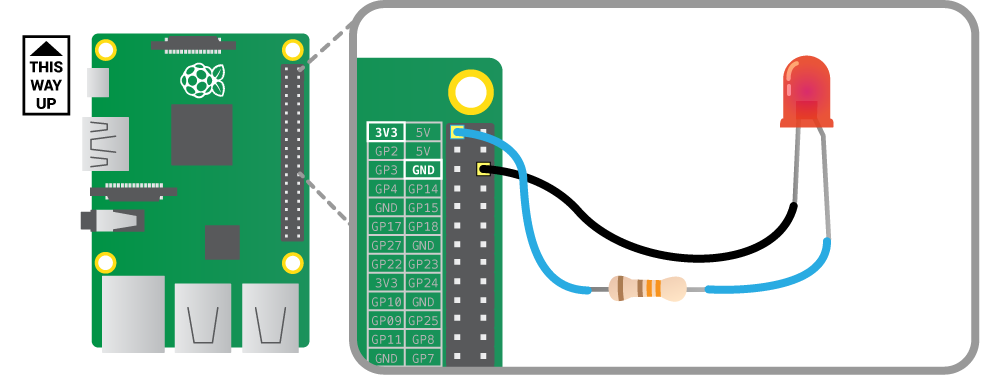 THIS
WAY
UP
3V3 5V
GP2 5V
GP3 GND
GP4 GP14
GND GP15
GP17 GP18
GP27 GND
GP22 GP23
3V3 GP24
GP10 GND
GP09 GP25
GP11 GP8
GND GP7